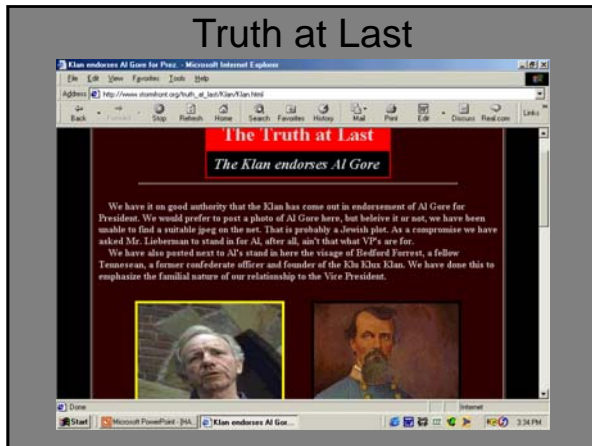 Truth at Last
Klan endorses Al Gore for Prez. - Microsoft Internet Explorer
File Edit View Favorites Tools Help
Address http://www.stormfront.org/truth_at_last/Klan/Klan.html
Links
Back Forward Stop Refresh Home Search Favorites History Mail Print Edit Discuss Real.com
The Truth at Last
The Klan endorses Al Gore
We have it on good authority that the Klan has come out in endorsement of Al Gore for
President. We would prefer to post a photo of Al Gore here, but beleive it or not, we have been
unable to find a suitable jpeg on the net. That is probably a Jewish plot. As a compromise we have
asked Mr. Lieberman to stand in for Al, after all, ain't that what VP's are for.
We have also posted next to Al's stand in here the visage of Bedford Forrest, a fellow
Tennesean, a former confederate officer and founder of the Klu Klux Klan. We have done this to
emphasize the familial nature of our relationship to the Vice President.
Done
Internet
Start Microsoft PowerPoint - [HA... Klan endorses Al Gor... 3:34 PM